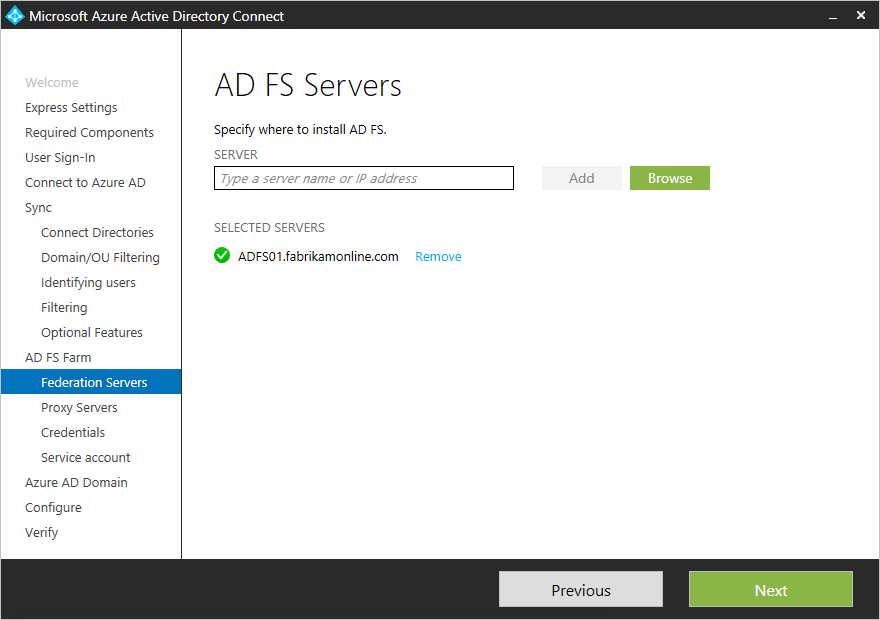 Microsoft Azure Active Directory Connect
Welcome
Express Settings
Required Components
User Sign-In
Connect to Azure AD
Sync
Connect Directories
Domain/OU Filtering
Identifying users
Filtering
Optional Features
AD FS Farm
Federation Servers
Proxy Servers
Credentials
Service account
Azure AD Domain
Configure
Verify
AD FS Servers
Specify where to install AD FS.
SERVER
Type a server name or IP address
Add
Browse
SELECTED SERVERS
ADFS01.fabrikamonline.com Remove
Previous
Next